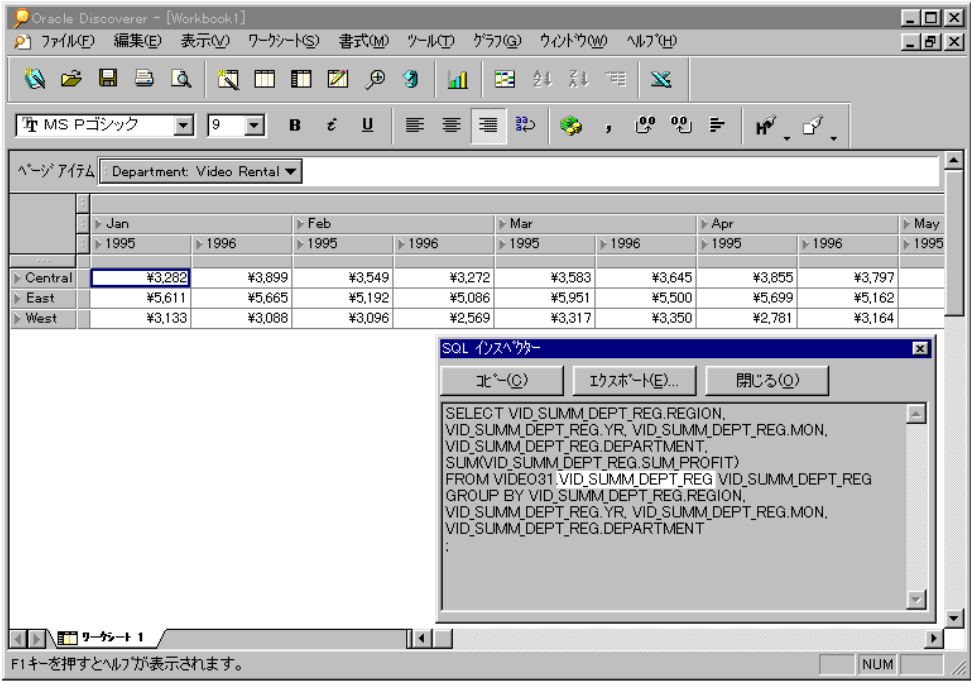 Oracle Discoverer - [Workbook1]
ﾌｧｲﾙ(F) 編集(E) 表示(V) ﾜｰｸｼｰﾄ(S) 書式(M) ﾂｰﾙ(T) ｸﾞﾗﾌ(G) ｳｨﾝﾄﾞｳ(W) ﾍﾙﾌﾟ(H)
MS Pゴシック 9 B i U
ﾍﾟｰｼﾞ ｱｲﾃﾑ Department: Video Rental
Jan Feb Mar Apr May
1995 1996 1995 1996 1995 1996 1995 1996 1995
Central ¥3,282 ¥3,899 ¥3,549 ¥3,272 ¥3,583 ¥3,645 ¥3,855 ¥3,797
East ¥5,611 ¥5,665 ¥5,192 ¥5,086 ¥5,951 ¥5,500 ¥5,699 ¥5,162
West ¥3,133 ¥3,088 ¥3,096 ¥2,569 ¥3,317 ¥3,350 ¥2,781 ¥3,164
SQL ｲﾝｽﾍﾟｸﾀｰ
ｺﾋﾟｰ(C) ｴｸｽﾎﾟｰﾄ(E)... 閉じる(O)
SELECT VID_SUMM_DEPT_REG.REGION,
VID_SUMM_DEPT_REG.YR, VID_SUMM_DEPT_REG.MON,
VID_SUMM_DEPT_REG.DEPARTMENT,
SUM(VID_SUMM_DEPT_REG.SUM_PROFIT)
FROM VIDEO31.VID_SUMM_DEPT_REG VID_SUMM_DEPT_REG
GROUP BY VID_SUMM_DEPT_REG.REGION,
VID_SUMM_DEPT_REG.YR, VID_SUMM_DEPT_REG.MON,
VID_SUMM_DEPT_REG.DEPARTMENT
;
ﾜｰｸｼｰﾄ 1
F1キーを押すとﾍﾙﾌﾟが表示されます。 NUM